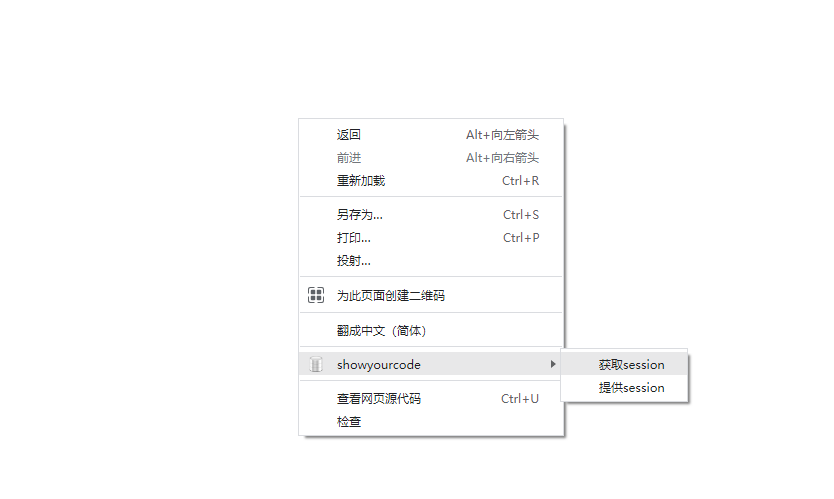 返回 Alt+向左箭头
前进 Alt+向右箭头
重新加载 Ctrl+R
另存为... Ctrl+S
打印... Ctrl+P
投射...
为此页面创建二维码
翻成中文（简体）
showyourcode 获取session
提供session
查看网页源代码 Ctrl+U
检查